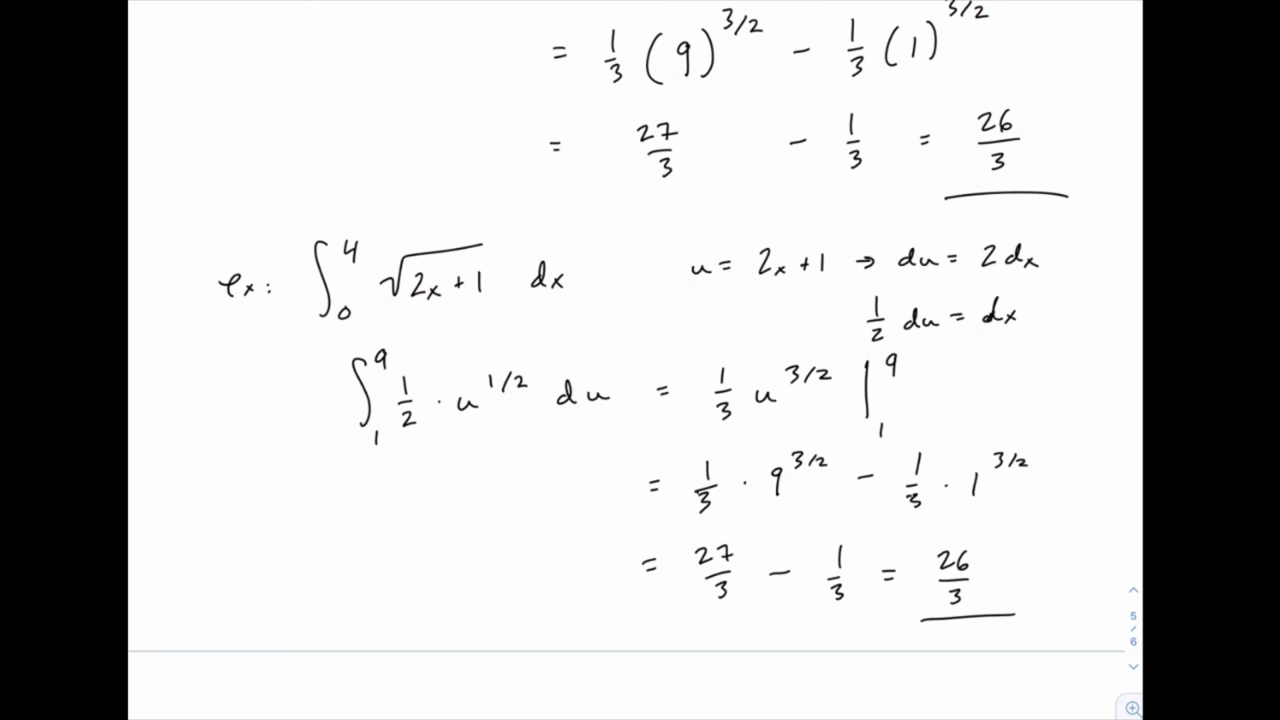 = 1/3 (9)^3/2 - 1/3 (1)^3/2
= 27/3 - 1/3 = 26/3
ex: ∫_0^4 √(2x+1) dx u = 2x+1 → du = 2dx
1/2 du = dx
∫_1^9 1/2 · u^1/2 du = 1/3 u^3/2 |_1^9
= 1/3 · 9^3/2 - 1/3 · 1^3/2
= 27/3 - 1/3 = 26/3
5
/
6